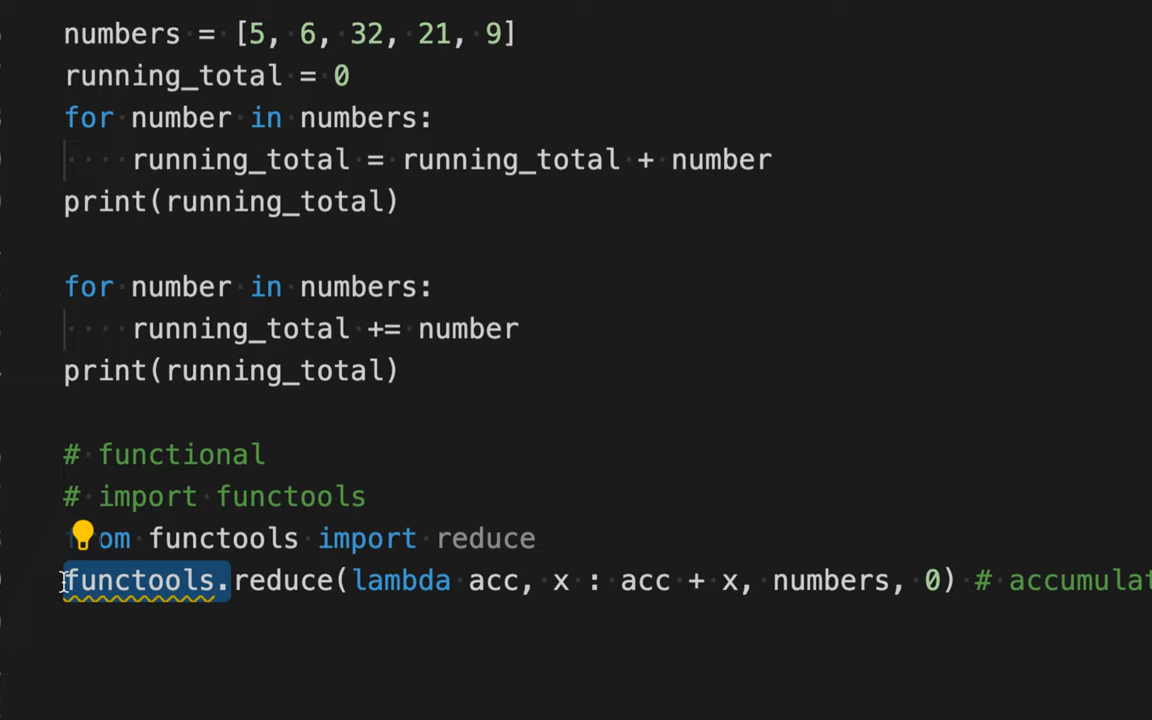 numbers = [5, 6, 32, 21, 9]
running_total = 0
for number in numbers:
    running_total = running_total + number
print(running_total)
for number in numbers:
    running_total += number
print(running_total)
# functional
# import functools
om functools import reduce
functools.reduce(lambda acc, x : acc + x, numbers, 0) # accumulat